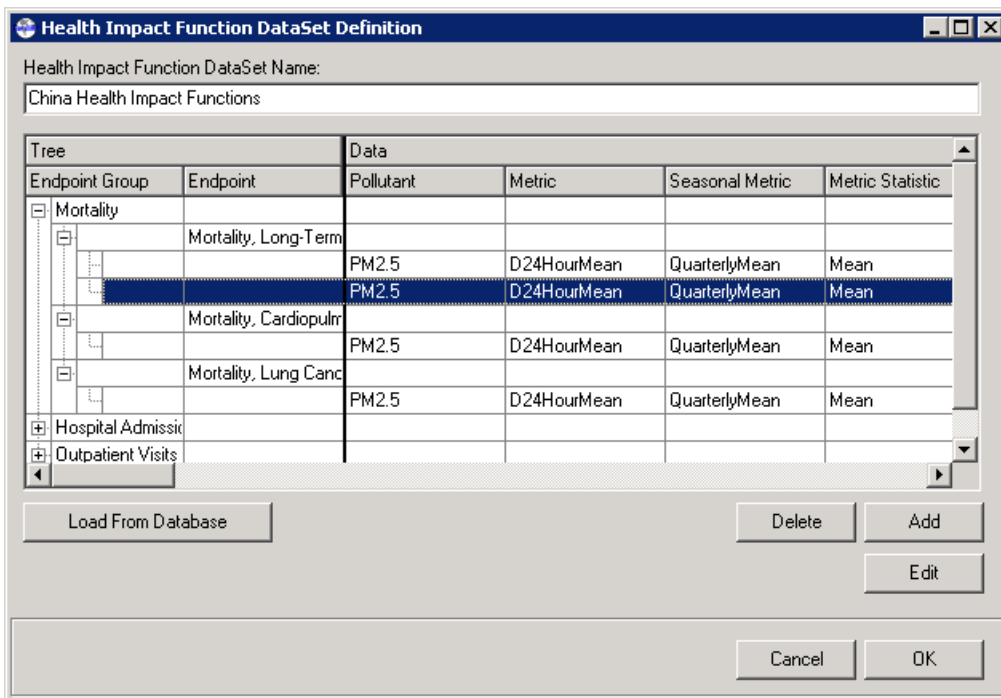 Health Impact Function DataSet Definition
Health Impact Function DataSet Name:
China Health Impact Functions
Tree Data
Endpoint Group Endpoint Pollutant Metric Seasonal Metric Metric Statistic
Mortality
Mortality, Long-Term
PM2.5 D24HourMean QuarterlyMean Mean
PM2.5 D24HourMean QuarterlyMean Mean
Mortality, Cardiopulm
PM2.5 D24HourMean QuarterlyMean Mean
Mortality, Lung Canc
PM2.5 D24HourMean QuarterlyMean Mean
Hospital Admissic
Outpatient Visits
Load From Database Delete Add
Edit
Cancel OK